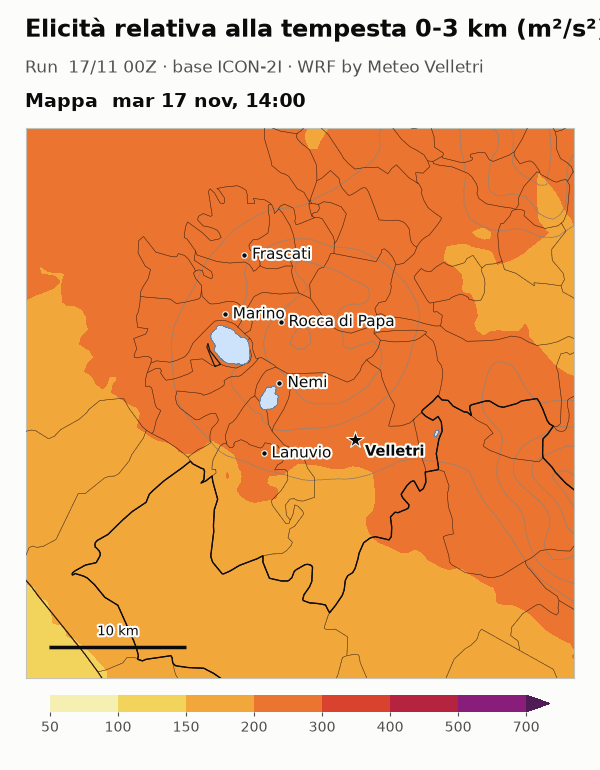 Elicità relativa alla tempesta 0-3 km (m²/s²)
Run  17/11 00Z · base ICON-2I · WRF by Meteo Velletri
Mappa  mar 17 nov, 14:00
Frascati
Marino
Rocca di Papa
Nemi
Lanuvio
Velletri
10 km
50 100 150 200 300 400 500 700